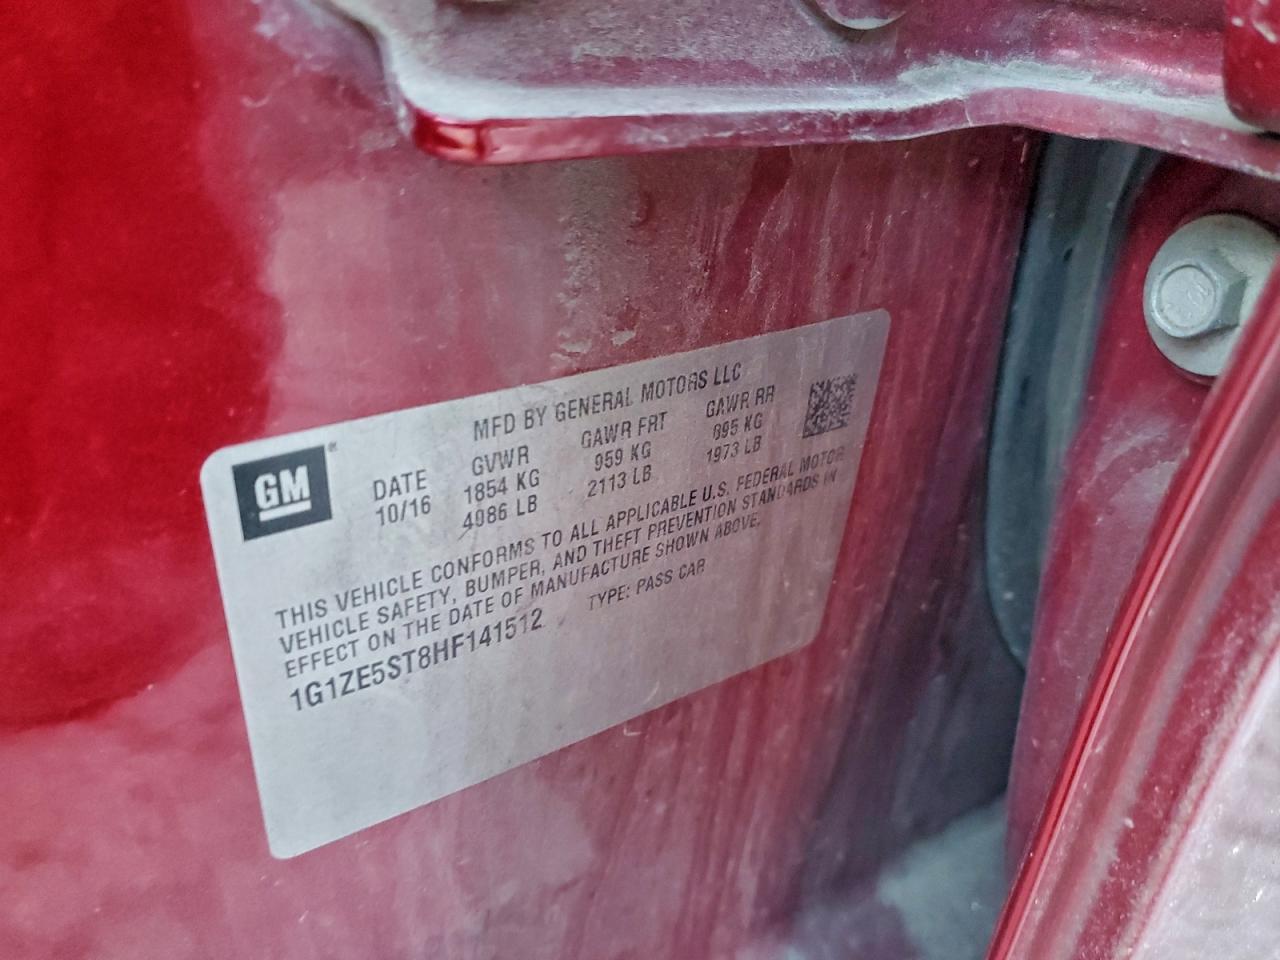 GM
MFD BY GENERAL MOTORS LLC
DATE GVWR GAWR FRT GAWR RR
10/16 1854 KG 959 KG 895 KG
4086 LB 2113 LB 1973 LB
THIS VEHICLE CONFORMS TO ALL APPLICABLE U.S. FEDERAL MOTOR
VEHICLE SAFETY, BUMPER, AND THEFT PREVENTION STANDARDS IN
EFFECT ON THE DATE OF MANUFACTURE SHOWN ABOVE.
1G1ZE5ST8HF141512 TYPE: PASS CAR